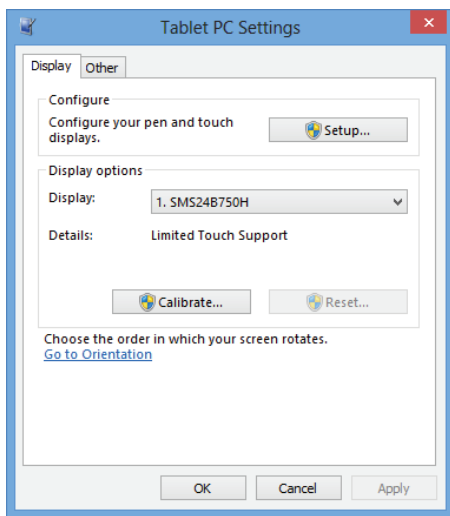 Tablet PC Settings
Display Other
Configure
Configure your pen and touch
displays.
Setup...
Display options
Display: 1. SMS24B750H
Details: Limited Touch Support
Calibrate... Reset...
Choose the order in which your screen rotates.
Go to Orientation
OK Cancel Apply